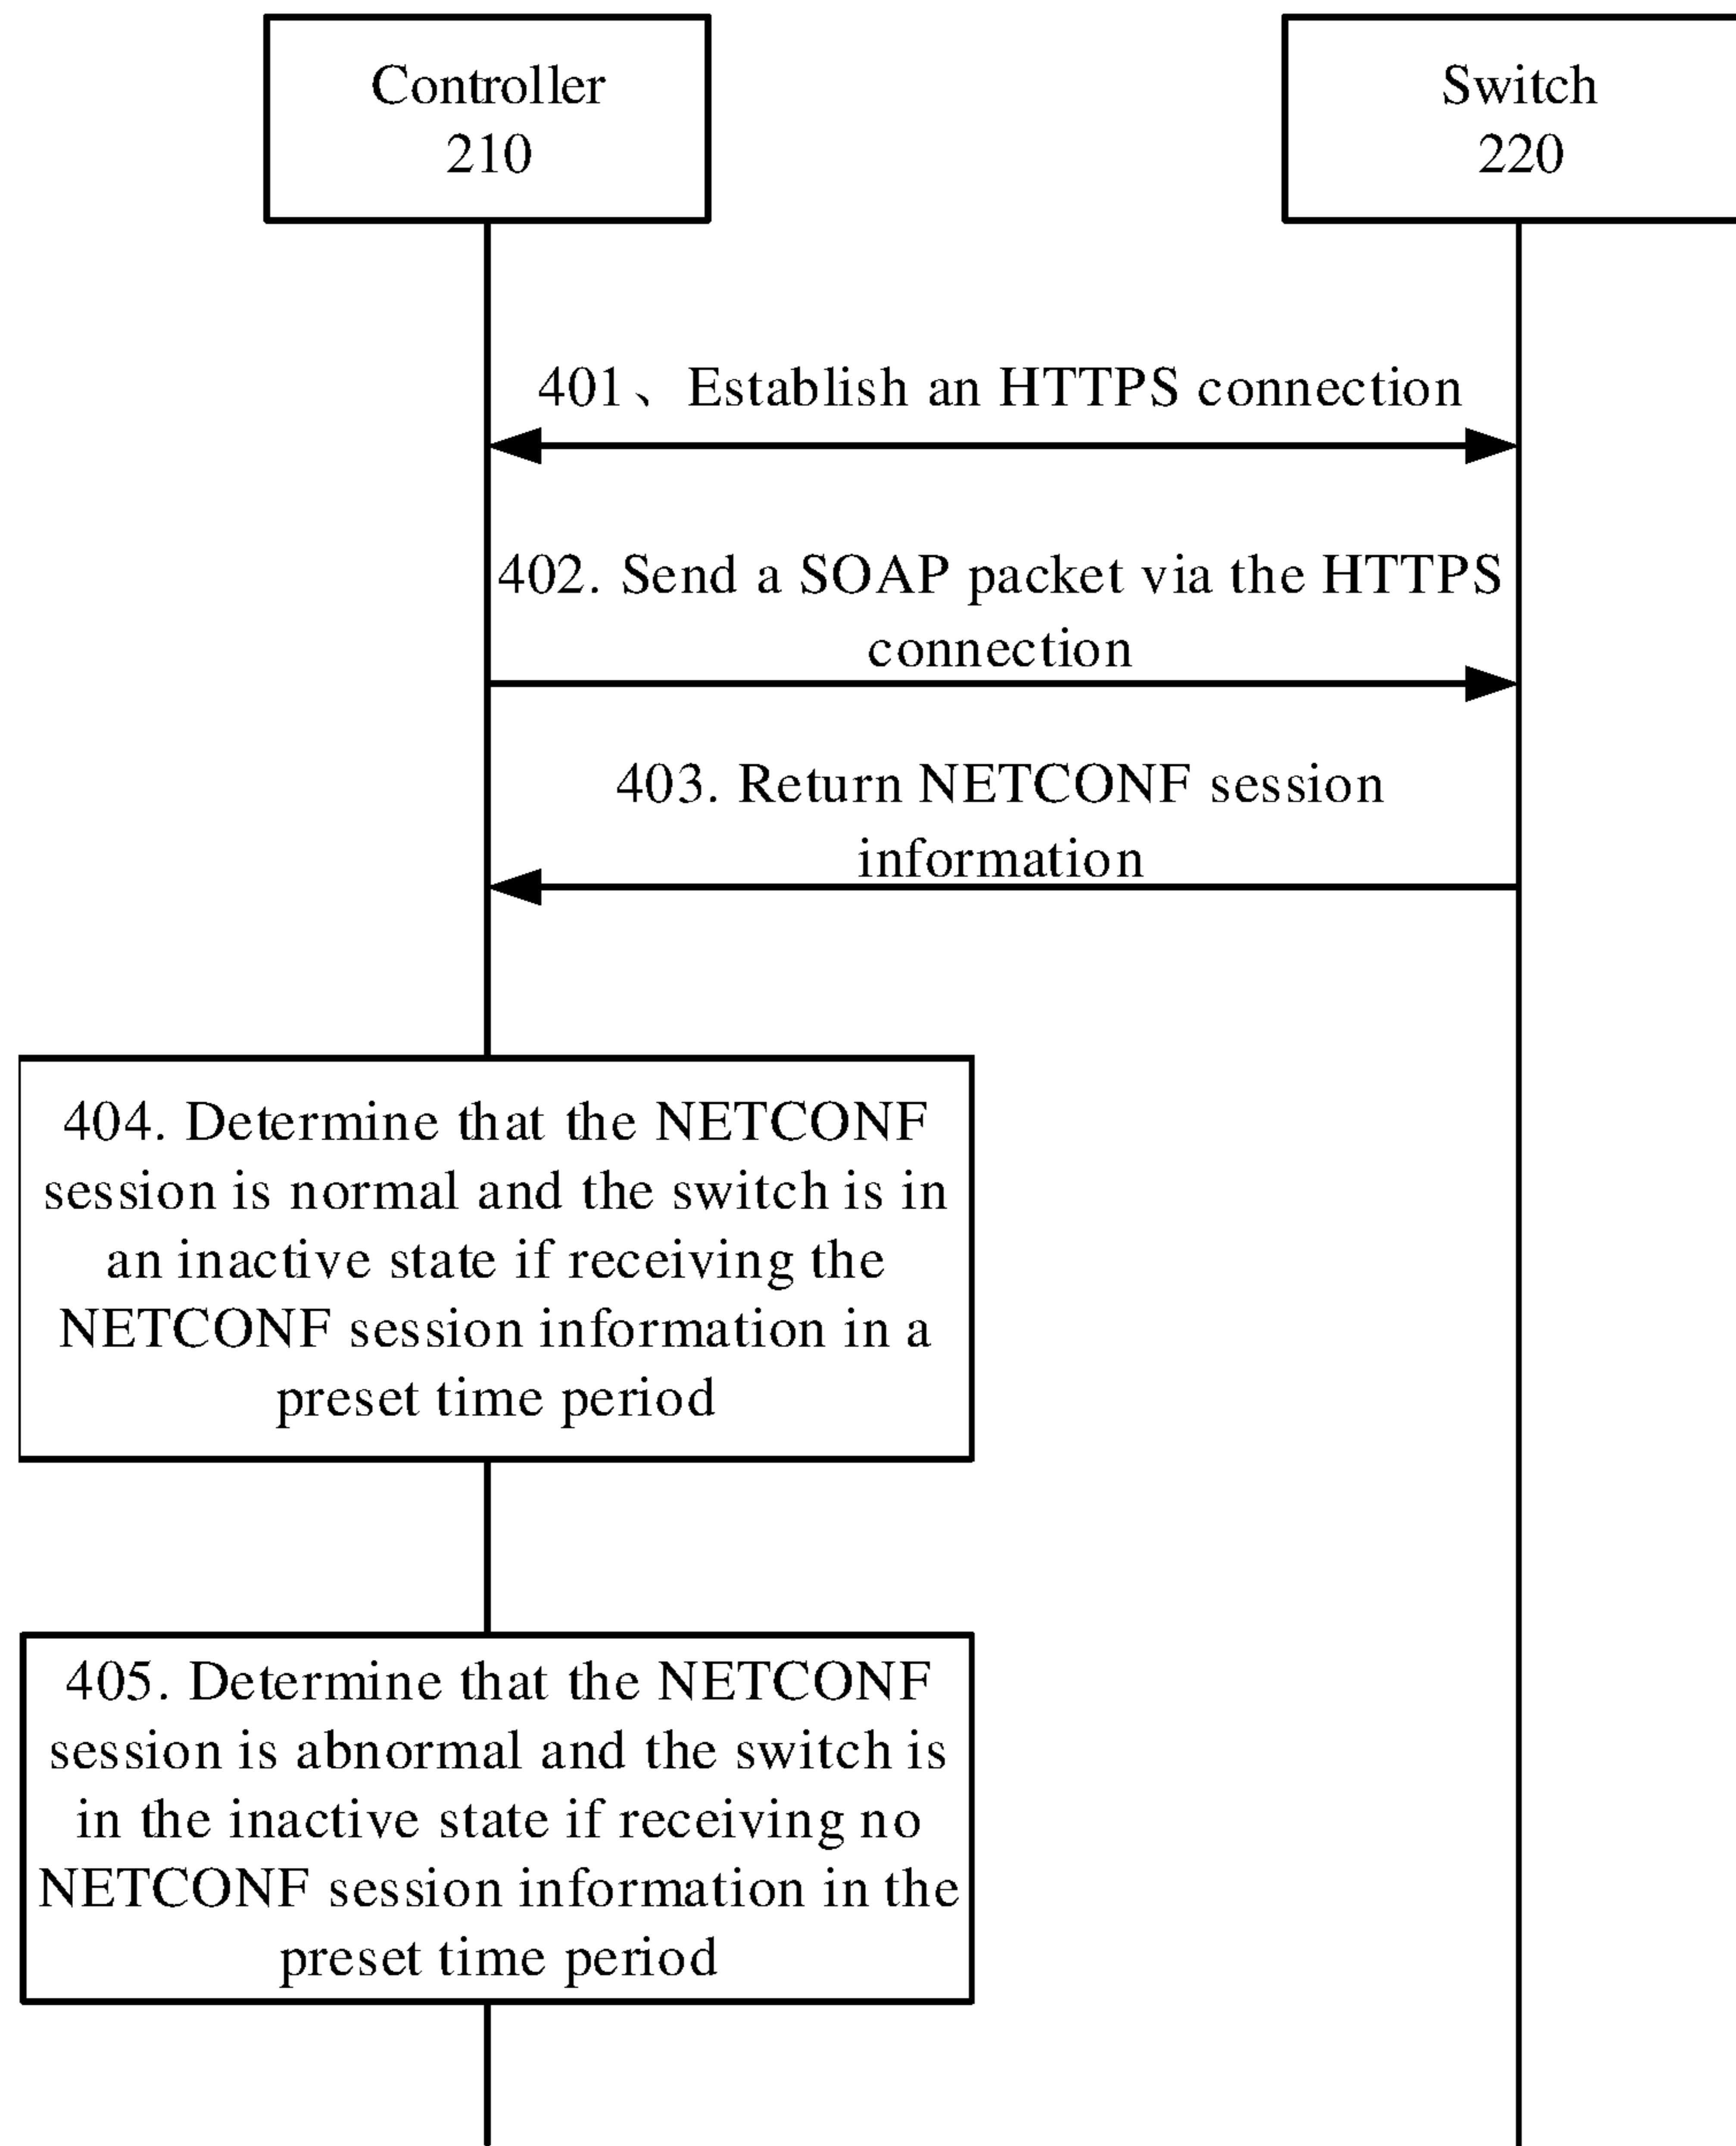 Controller
210
Switch
220
401、Establish an HTTPS connection
402. Send a SOAP packet via the HTTPS
connection
403. Return NETCONF session
information
404. Determine that the NETCONF
session is normal and the switch is in
an inactive state if receiving the
NETCONF session information in a
preset time period
405. Determine that the NETCONF
session is abnormal and the switch is
in the inactive state if receiving no
NETCONF session information in the
preset time period